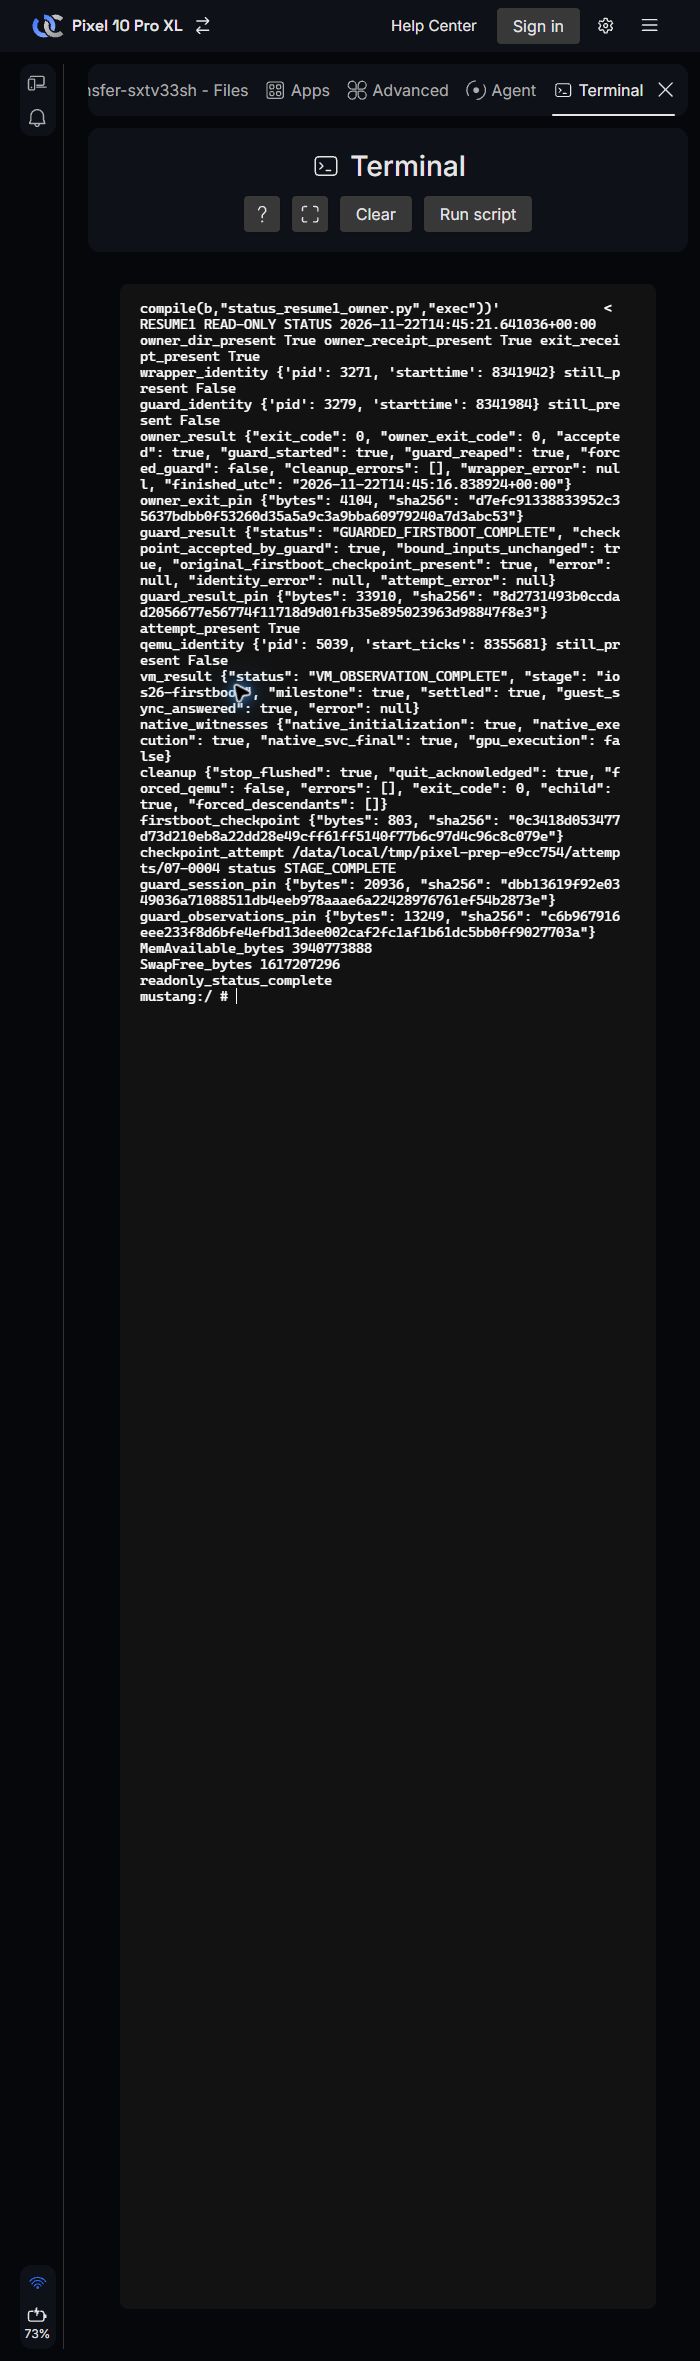 Pixel 10 Pro XL
Help Center
Sign in
nsfer-sxtv33sh - Files
Apps
Advanced
Agent
Terminal
Terminal
?
Clear
Run script
compile(b,"status_resume1_owner.py","exec"))' <
RESUME1 READ-ONLY STATUS 2026-11-22T14:45:21.641036+00:00
owner_dir_present True owner_receipt_present True exit_recei
pt_present True
wrapper_identity {'pid': 3271, 'starttime': 8341942} still_p
resent False
guard_identity {'pid': 3279, 'starttime': 8341984} still_pre
sent False
owner_result {"exit_code": 0, "owner_exit_code": 0, "accepte
d": true, "guard_started": true, "guard_reaped": true, "forc
ed_guard": false, "cleanup_errors": [], "wrapper_error": nul
l, "finished_utc": "2026-11-22T14:45:16.838924+00:00"}
owner_exit_pin {"bytes": 4104, "sha256": "d7efc91338833952c3
5637bdbb0f53260d35a5a9c3a9bba60979240a7d3abc53"}
guard_result {"status": "GUARDED_FIRSTBOOT_COMPLETE", "check
point_accepted_by_guard": true, "bound_inputs_unchanged": tr
ue, "original_firstboot_checkpoint_present": true, "error":
null, "identity_error": null, "attempt_error": null}
guard_result_pin {"bytes": 33910, "sha256": "8d2731493b0ccda
d2056677e56774f11718d9d01fb35e895023963d98847f8e3"}
attempt_present True
qemu_identity {'pid': 5039, 'start_ticks': 8355681} still_pr
esent False
vm_result {"status": "VM_OBSERVATION_COMPLETE", "stage": "io
s26-firstboot", "milestone": true, "settled": true, "guest_s
ync_answered": true, "error": null}
native_witnesses {"native_initialization": true, "native_exe
cution": true, "native_svc_final": true, "gpu_execution": fa
lse}
cleanup {"stop_flushed": true, "quit_acknowledged": true, "f
orced_qemu": false, "errors": [], "exit_code": 0, "echild":
true, "forced_descendants": []}
firstboot_checkpoint {"bytes": 803, "sha256": "0c3418d053477
d73d210eb8a22dd28e49cff61ff5140f77b6c97d4c96c8c079e"}
checkpoint_attempt /data/local/tmp/pixel-prep-e9cc754/attemp
ts/07-0004 status STAGE_COMPLETE
guard_session_pin {"bytes": 20936, "sha256": "dbb13619f92e03
49036a71088511db4eeb978aaae6a22428976761ef54b2873e"}
guard_observations_pin {"bytes": 13249, "sha256": "c6b967916
eee233f8d6bfe4efbd13dee002caf2fc1af1b61dc5bb0ff9027703a"}
MemAvailable_bytes 3940773888
SwapFree_bytes 1617207296
readonly_status_complete
mustang:/ #
73%